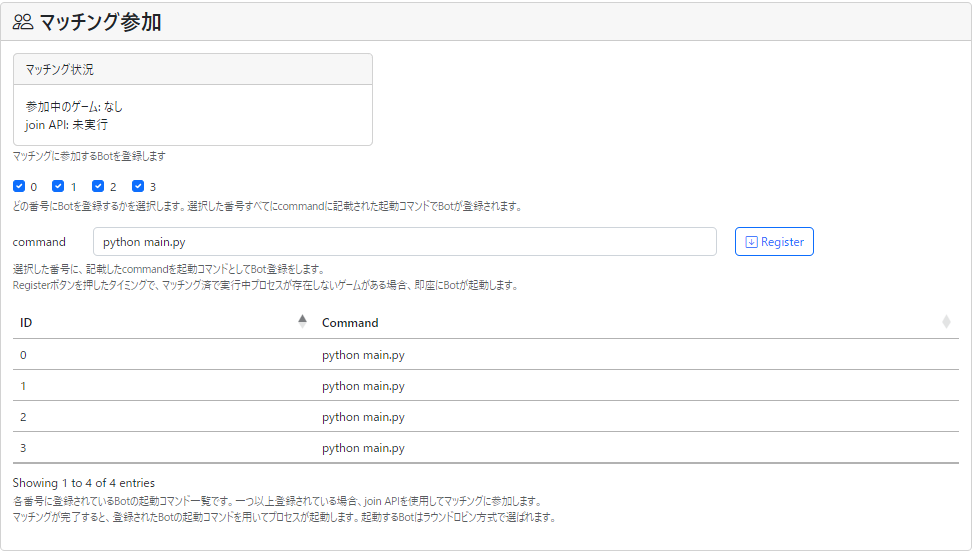 マッチング参加
マッチング状況
参加中のゲーム: なし
join API: 未実行
マッチングに参加するBotを登録します
0 1 2 3
どの番号にBotを登録するかを選択します。選択した番号すべてにcommandに記載された起動コマンドでBotが登録されます。
command python main.py Register
選択した番号に、記載したcommandを起動コマンドとしてBot登録をします。
Registerボタンを押したタイミングで、マッチング済で実行中プロセスが存在しないゲームがある場合、即座にBotが起動します。
ID Command
0 python main.py
1 python main.py
2 python main.py
3 python main.py
Showing 1 to 4 of 4 entries
各番号に登録されているBotの起動コマンド一覧です。一つ以上登録されている場合、join APIを使用してマッチングに参加します。
マッチングが完了すると、登録されたBotの起動コマンドを用いてプロセスが起動します。起動するBotはラウンドロビン方式で選ばれます。